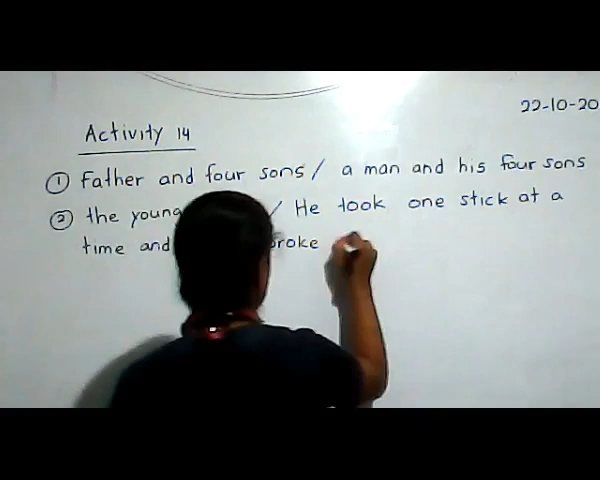 22-10-20
Activity 14
① Father and four sons / a man and his four sons
② the young / He took one stick at a
time and broke